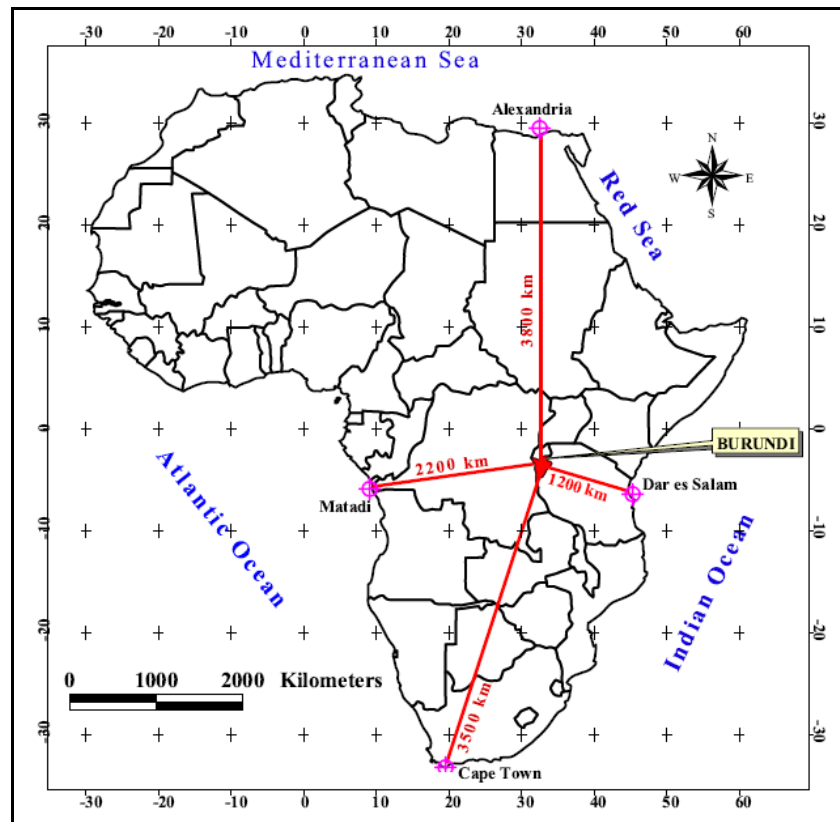 -30 -20 -10 0 10 20 30 40 50 60
Mediterranean Sea
Alexandria
N
W E
S
Red Sea
30 30
20 20
3800 km
10 10
0 0
BURUNDI
2200 km
1200 km
Dar es Salam
Matadi
Atlantic Ocean
Indian Ocean
-10 -10
-20 -20
0 1000 2000 Kilometers
3500 km
-30 -30
Cape Town
-30 -20 -10 0 10 20 30 40 50 60